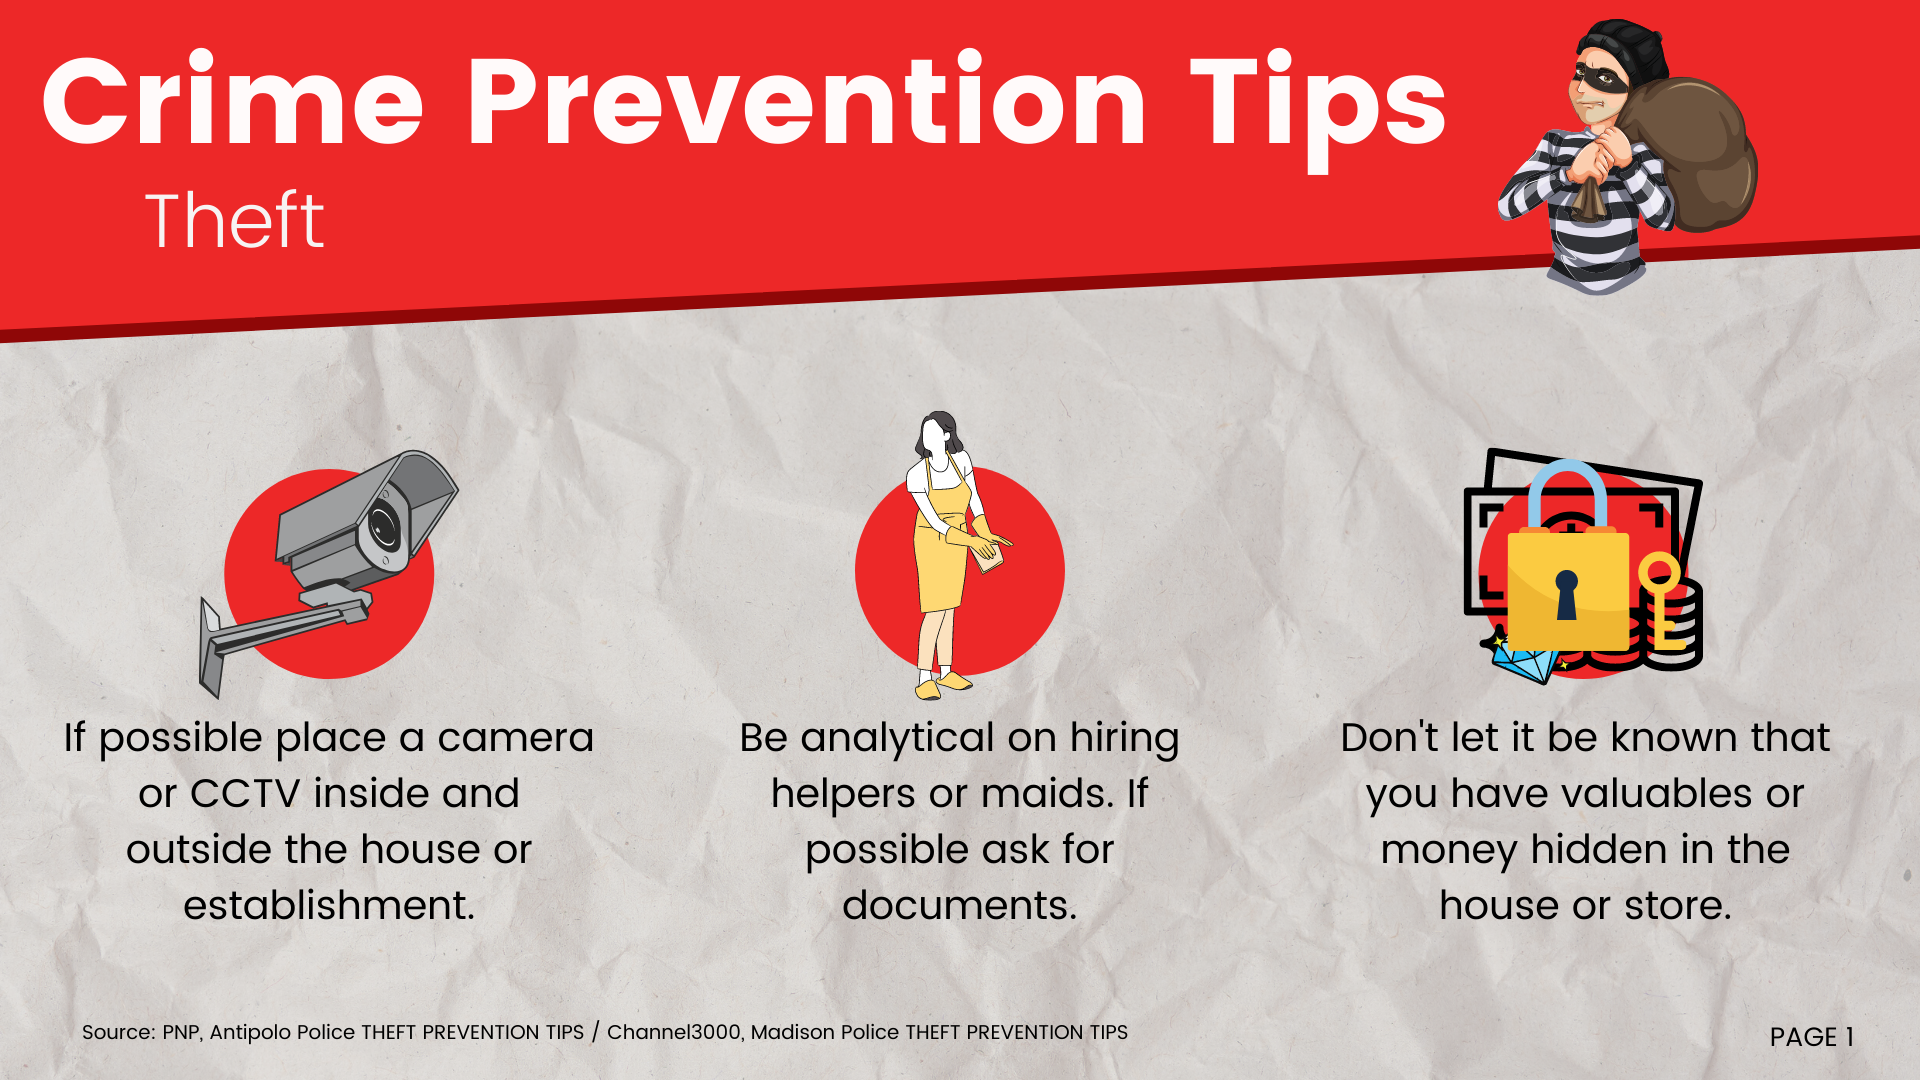 Crime Prevention Tips
Theft
If possible place a camera
or CCTV inside and
outside the house or
establishment.
Be analytical on hiring
helpers or maids. If
possible ask for
documents.
Don't let it be known that
you have valuables or
money hidden in the
house or store.
Source: PNP, Antipolo Police THEFT PREVENTION TIPS / Channel3000, Madison Police THEFT PREVENTION TIPS
PAGE 1